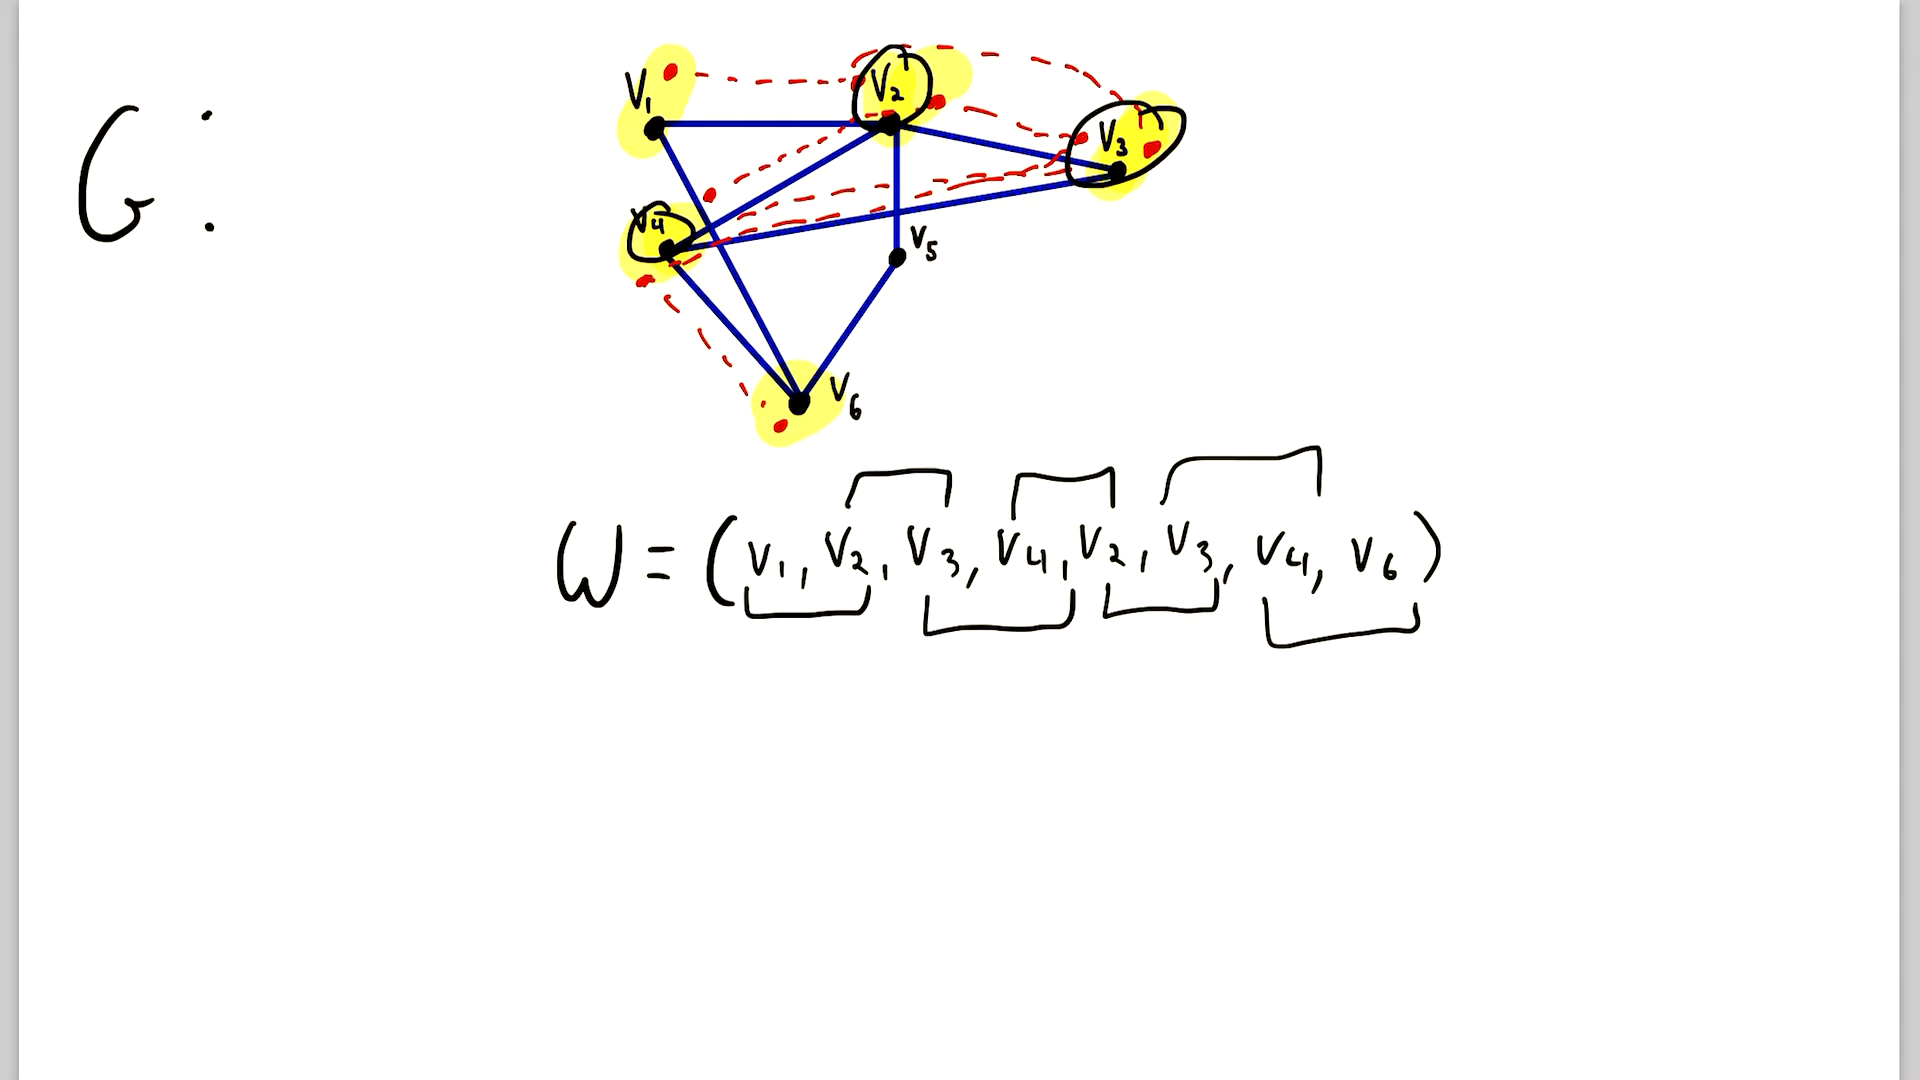 G:
V₁
V₂
V₃
V₄
V₅
V₆
W = (V₁, V₂, V₃, V₄, V₂, V₃, V₄, V₆)